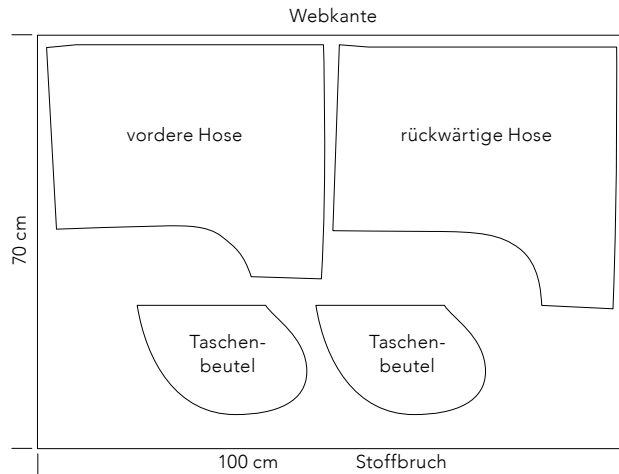 Webkante
vordere Hose
rückwärtige Hose
70 cm
Taschen-
beutel
Taschen-
beutel
100 cm
Stoffbruch